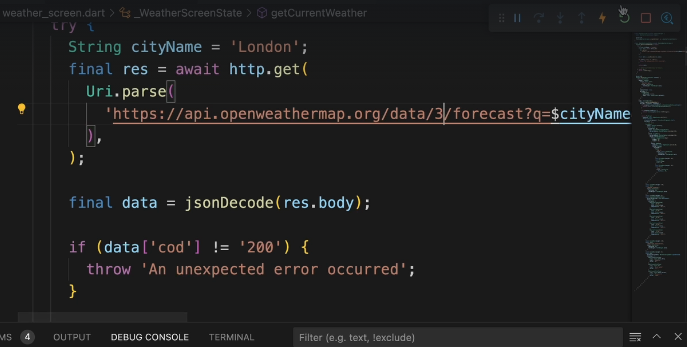 weather_screen.dart > _WeatherScreenState > getCurrentWeather
try {
String cityName = 'London';
final res = await http.get(
Uri.parse(
'https://api.openweathermap.org/data/3/forecast?q=$cityName
),
);
final data = jsonDecode(res.body);
if (data['cod'] != '200') {
throw 'An unexpected error occurred';
}
MS 4 OUTPUT DEBUG CONSOLE TERMINAL Filter (e.g. text, !exclude)